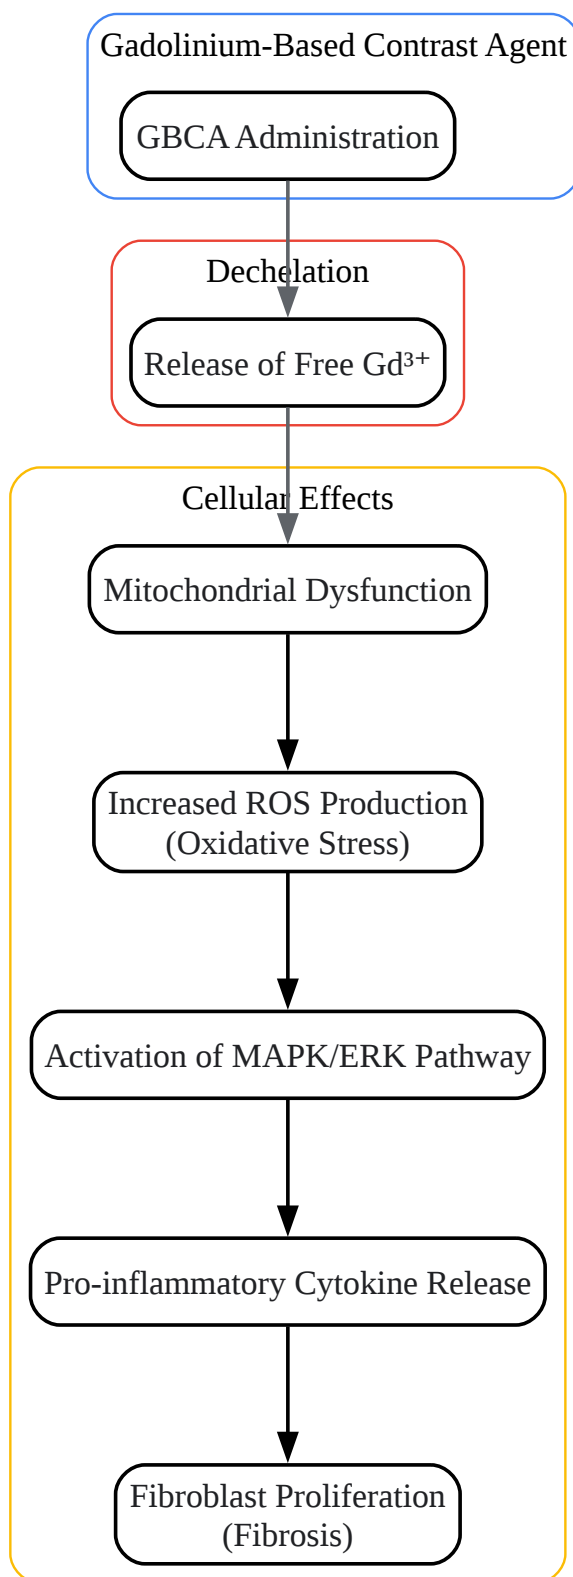 Gadolinium-Based Contrast Agent
GBCA Administration
Dechelation
Release of Free Gd³⁺
Cellular Effects
Mitochondrial Dysfunction
Increased ROS Production
(Oxidative Stress)
Activation of MAPK/ERK Pathway
Pro-inflammatory Cytokine Release
Fibroblast Proliferation
(Fibrosis)